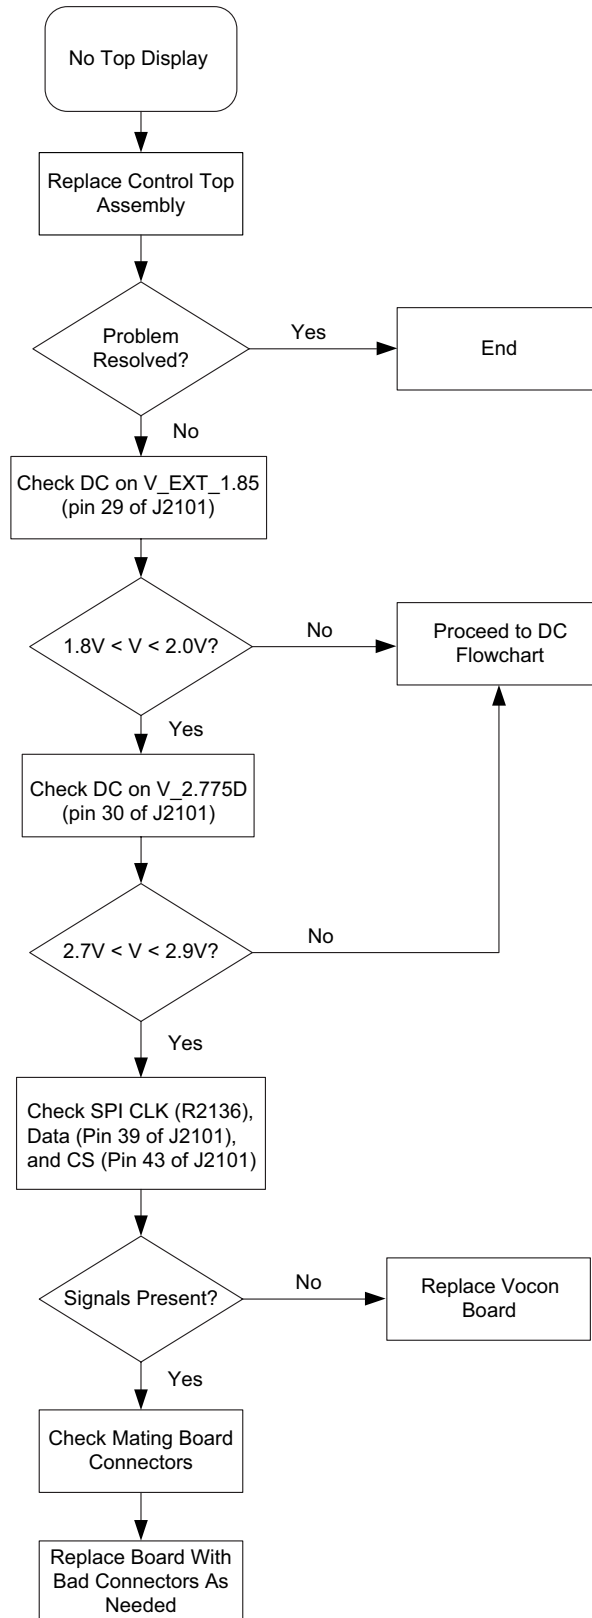 No Top Display
Replace Control Top
Assembly
Problem
Resolved?
Yes
End
No
Check DC on V_EXT_1.85
(pin 29 of J2101)
1.8V < V < 2.0V?
No
Proceed to DC
Flowchart
Yes
Check DC on V_2.775D
(pin 30 of J2101)
2.7V < V < 2.9V?
No
Yes
Check SPI CLK (R2136),
Data (Pin 39 of J2101),
and CS (Pin 43 of J2101)
Signals Present?
No
Replace Vocon
Board
Yes
Check Mating Board
Connectors
Replace Board With
Bad Connectors As
Needed